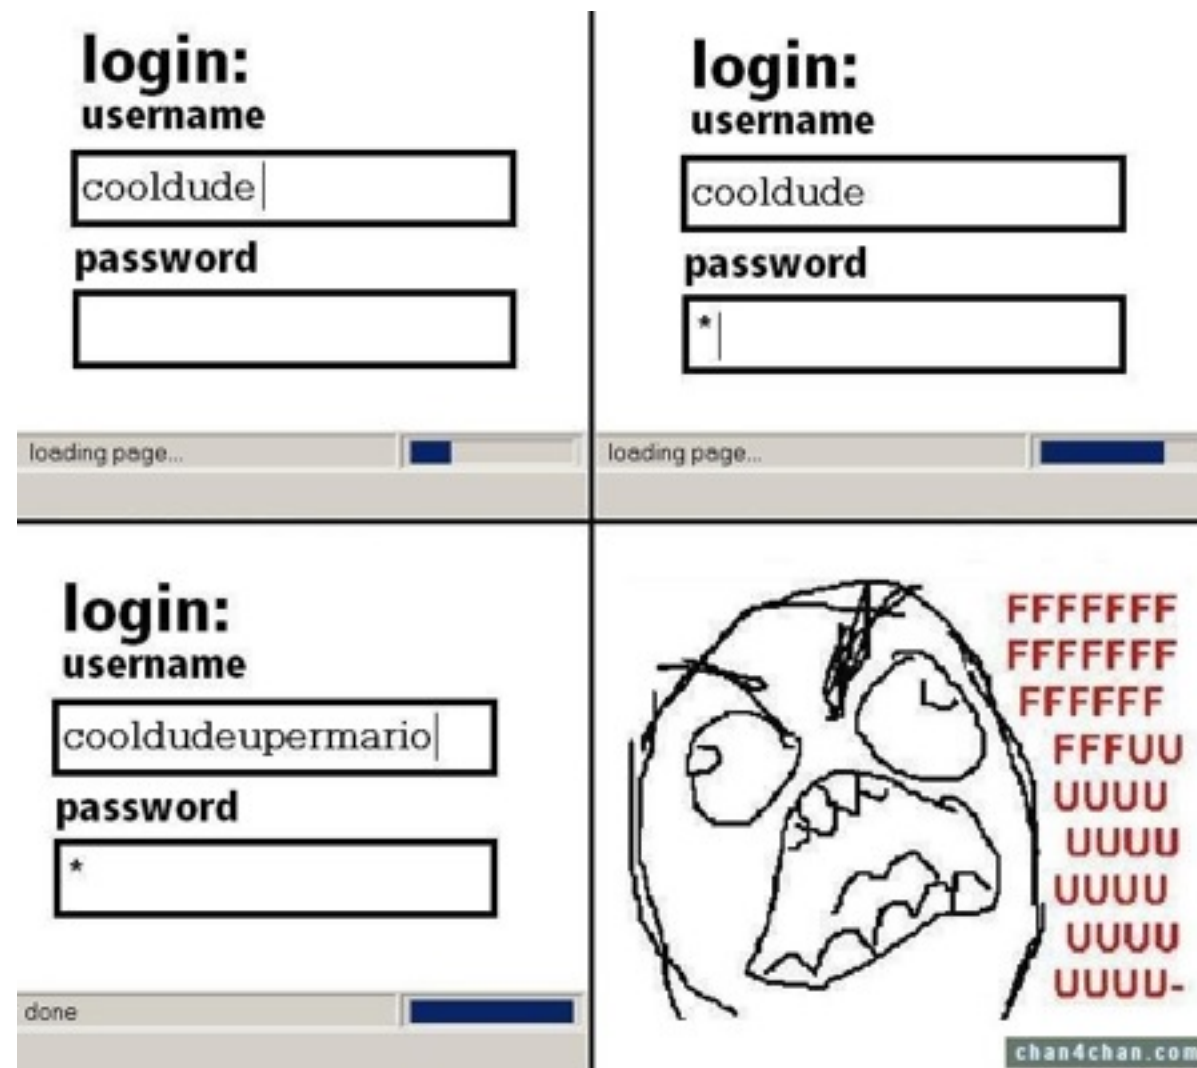 login:
username
cooldude
password
loading page...
login:
username
cooldude
password
*
loading page...
login:
username
cooldudeupermario
password
*
done
FFFFFFF
FFFFFFF
FFFFFF
FFFUU
UUUU
UUUU
UUUU
UUUU
UUUU-
chan4chan.com